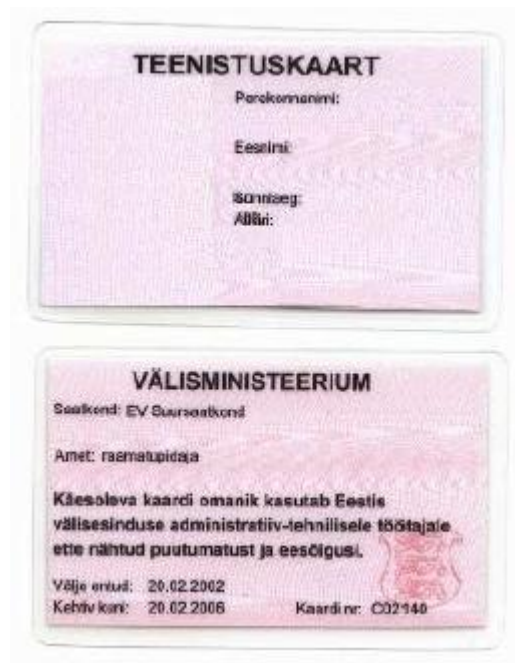 TEENISTUSKAART
Perekonnanimi:
Eesnimi:
Sünniaeg:
Allkiri:
VÄLISMINISTEERIUM
Saatkond: EV Suursaatkond
Amet: raamatupidaja
Käesoleva kaardi omanik kasutab Eestis
välisesinduse administratiiv-tehnilisele töötajale
ette nähtud puutumatust ja eesõigusi.
Välja antud: 20.02.2002
Kehtiv kuni: 20.02.2006 Kaardi nr: C02140